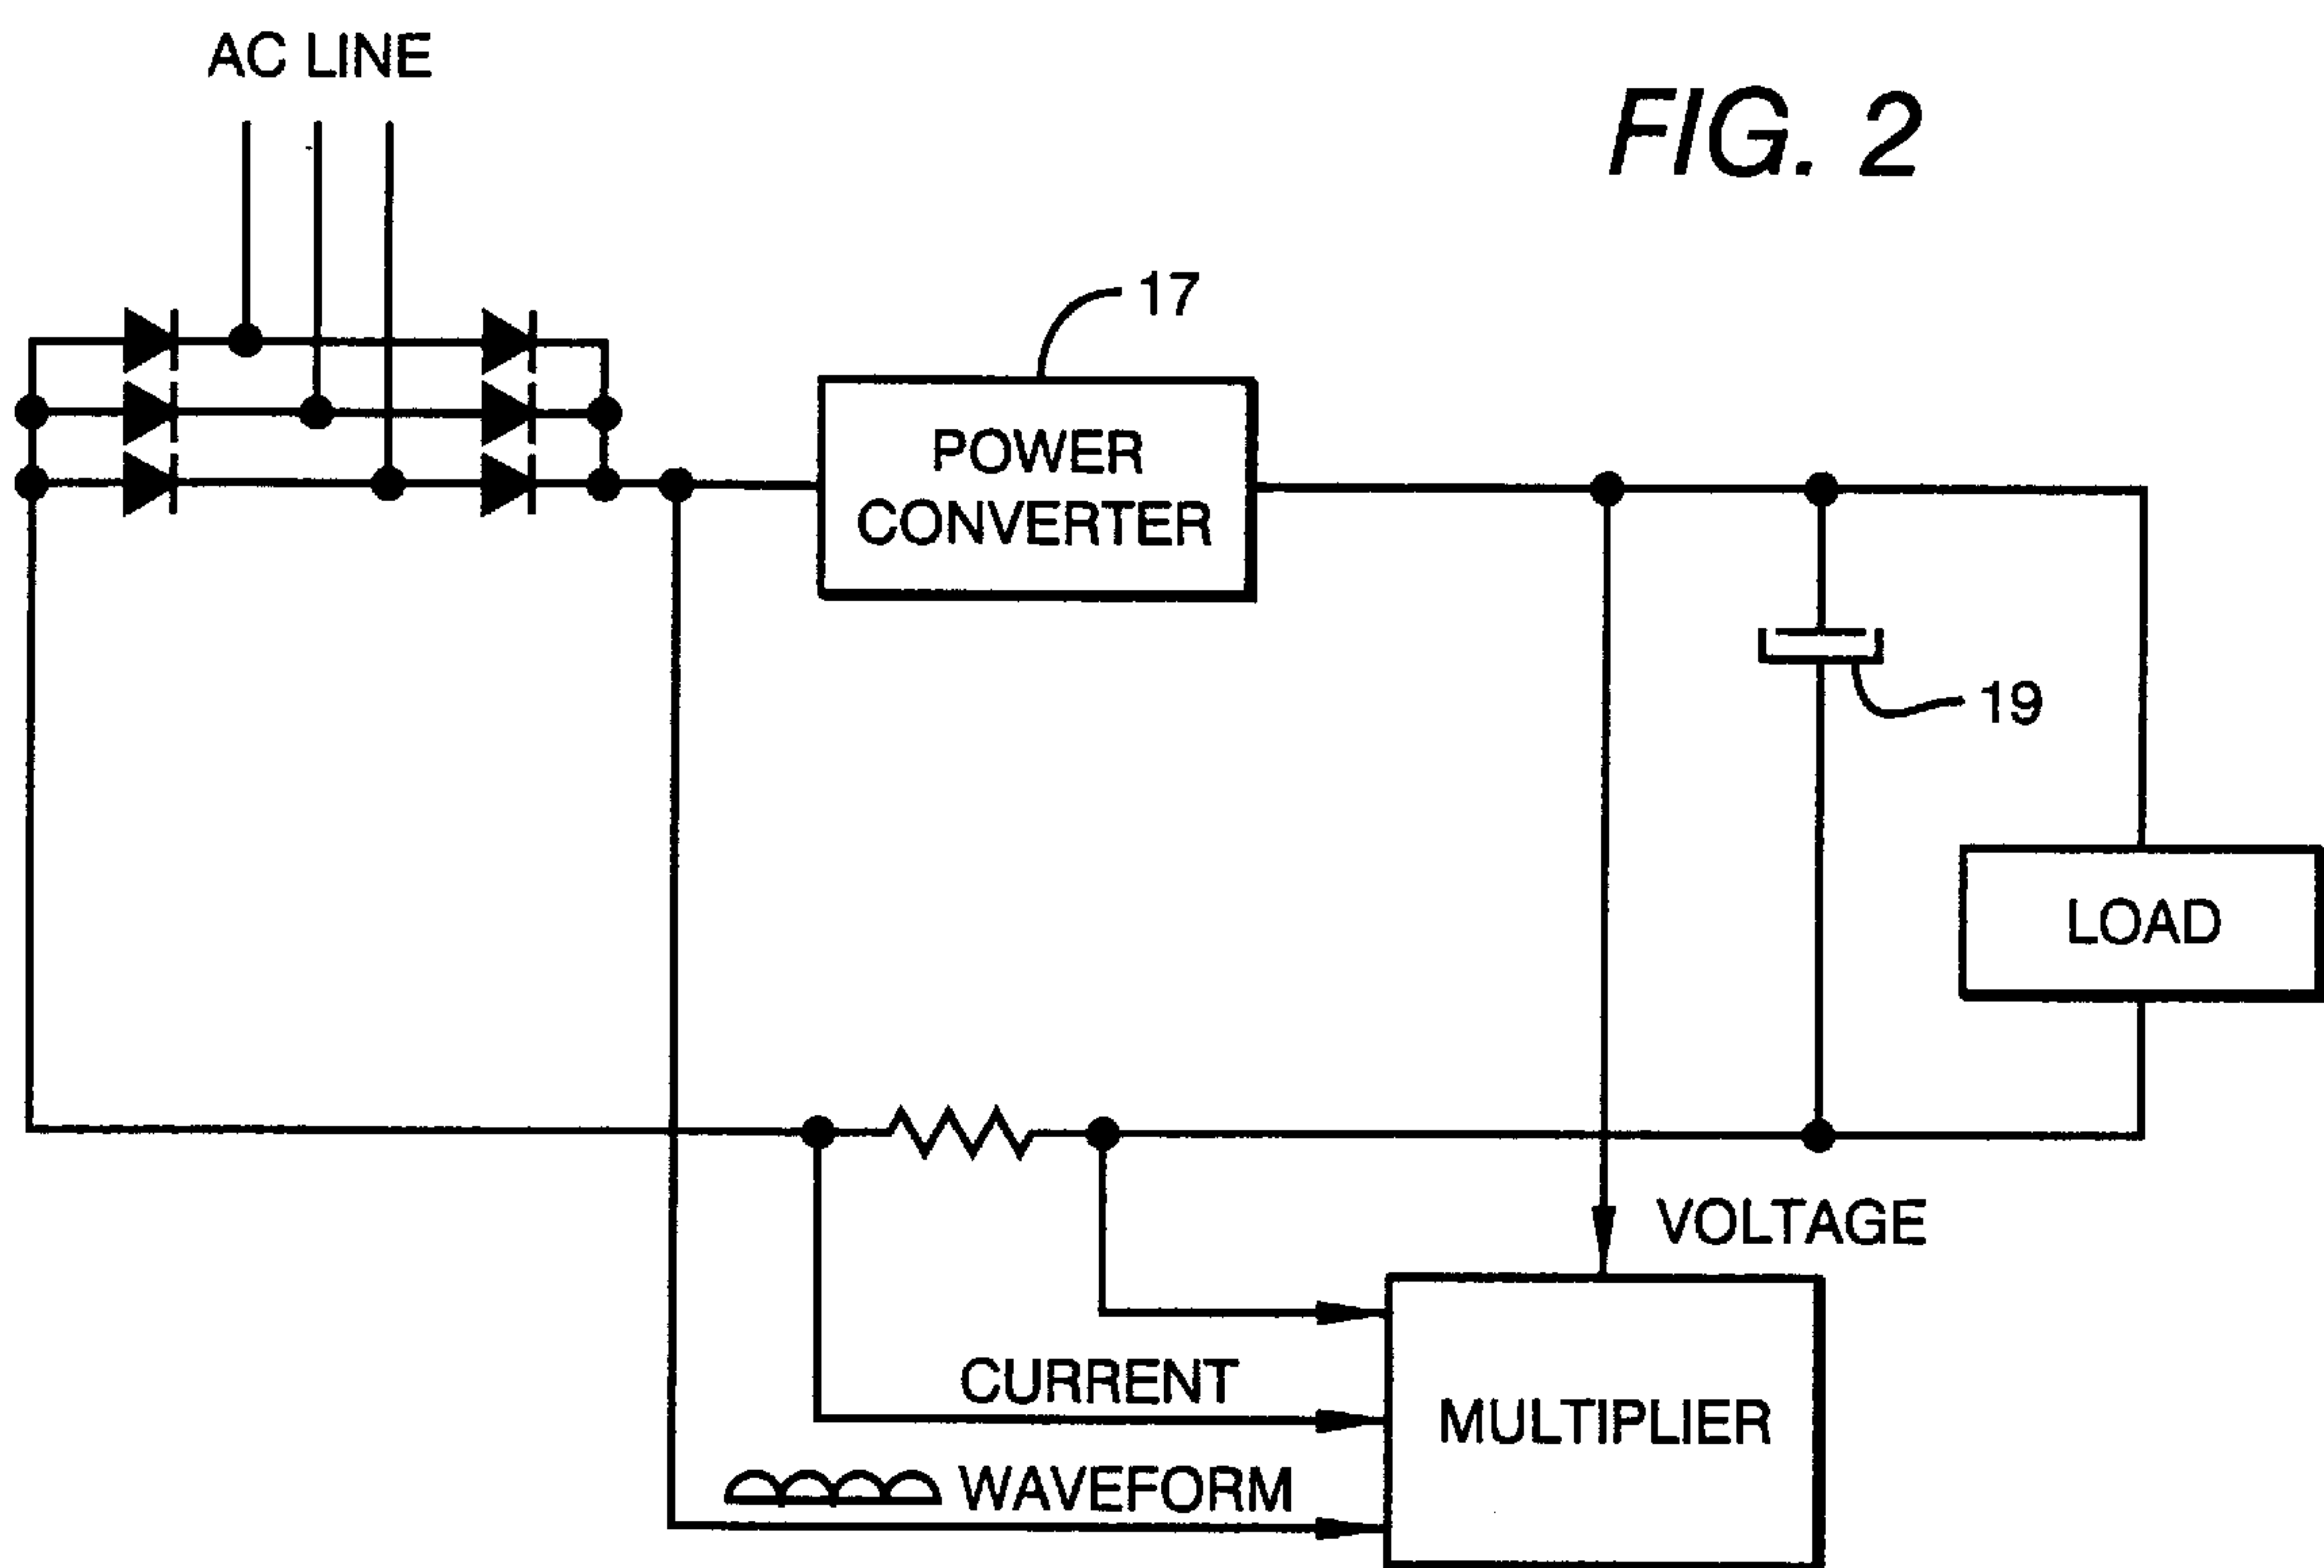 AC LINE
FIG. 2
17
POWER
CONVERTER
19
LOAD
VOLTAGE
CURRENT
MULTIPLIER
WAVEFORM